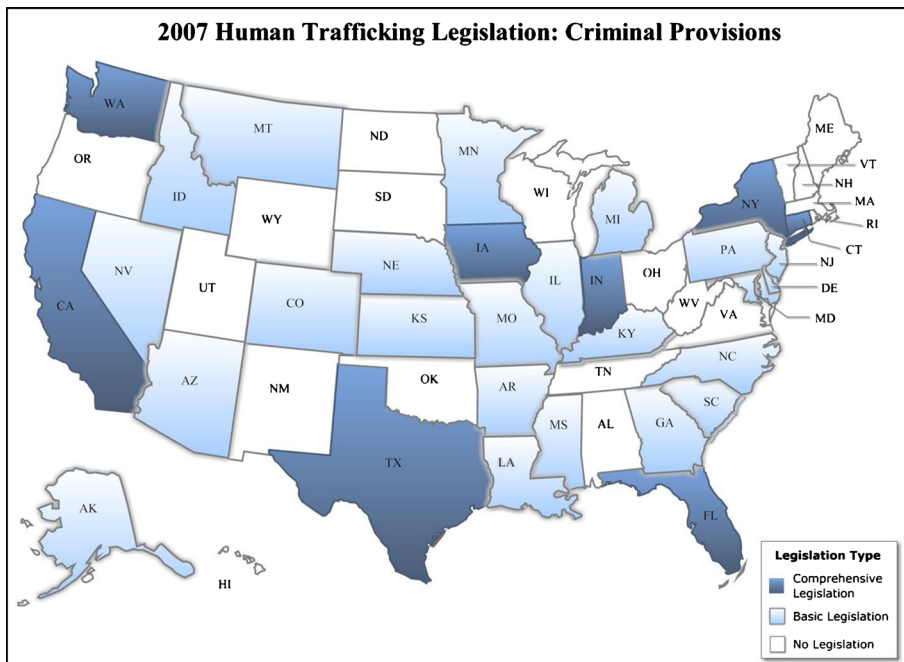 2007 Human Trafficking Legislation: Criminal Provisions
WA
MT
ND
MN
ME
OR
ID
SD
WI
VT
NH
MA
WY
MI
NY
RI
CT
IA
PA
NJ
NE
NV
IL
IN
OH
DE
UT
CO
WV
MD
CA
KS
MO
VA
KY
NC
TN
AZ
NM
OK
AR
SC
MS
AL
GA
TX
LA
AK
FL
HI
Legislation Type
Comprehensive
Legislation
Basic Legislation
No Legislation